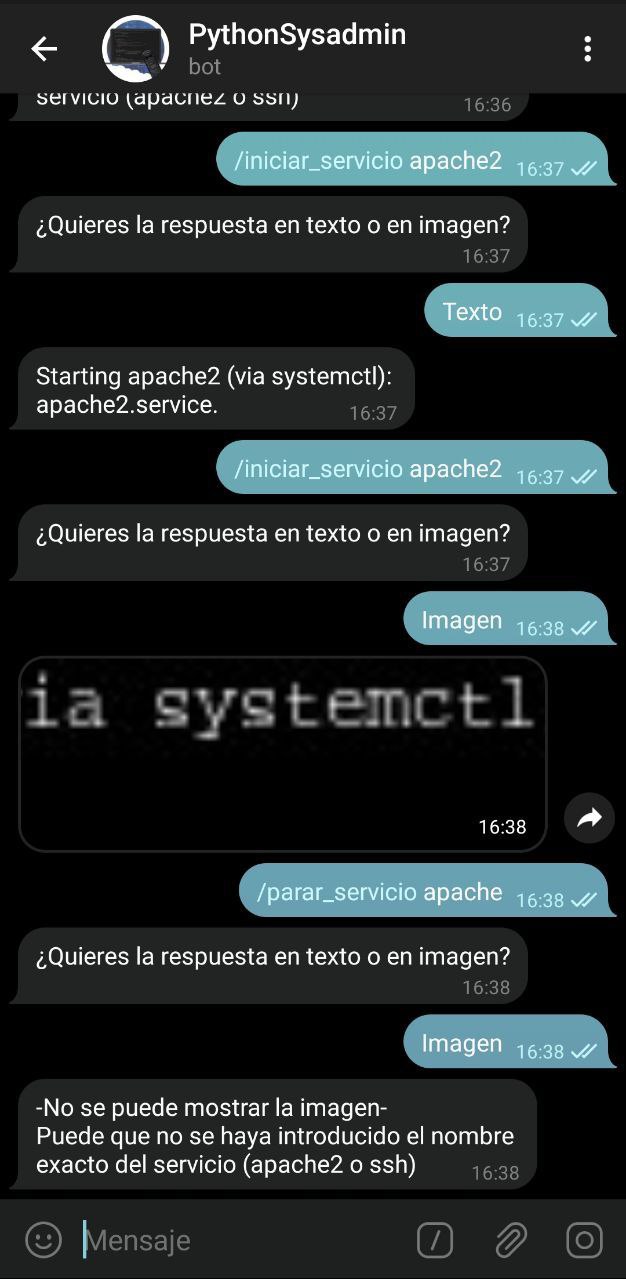 PythonSysadmin
bot
servicio (apache2 o ssh) 16:36
/iniciar_servicio apache2 16:37
¿Quieres la respuesta en texto o en imagen?
16:37
Texto 16:37
Starting apache2 (via systemctl):
apache2.service. 16:37
/iniciar_servicio apache2 16:37
¿Quieres la respuesta en texto o en imagen?
16:37
Imagen 16:38
ia systemctl
16:38
/parar_servicio apache 16:38
¿Quieres la respuesta en texto o en imagen?
16:38
Imagen 16:38
-No se puede mostrar la imagen-
Puede que no se haya introducido el nombre
exacto del servicio (apache2 o ssh) 16:38
Mensaje